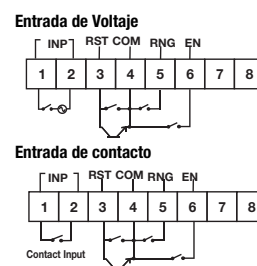 Entrada de Voltaje
INP RST COM RNG EN
1 2 3 4 5 6 7 8
Entrada de contacto
INP RST COM RNG EN
1 2 3 4 5 6 7 8
Contact Input